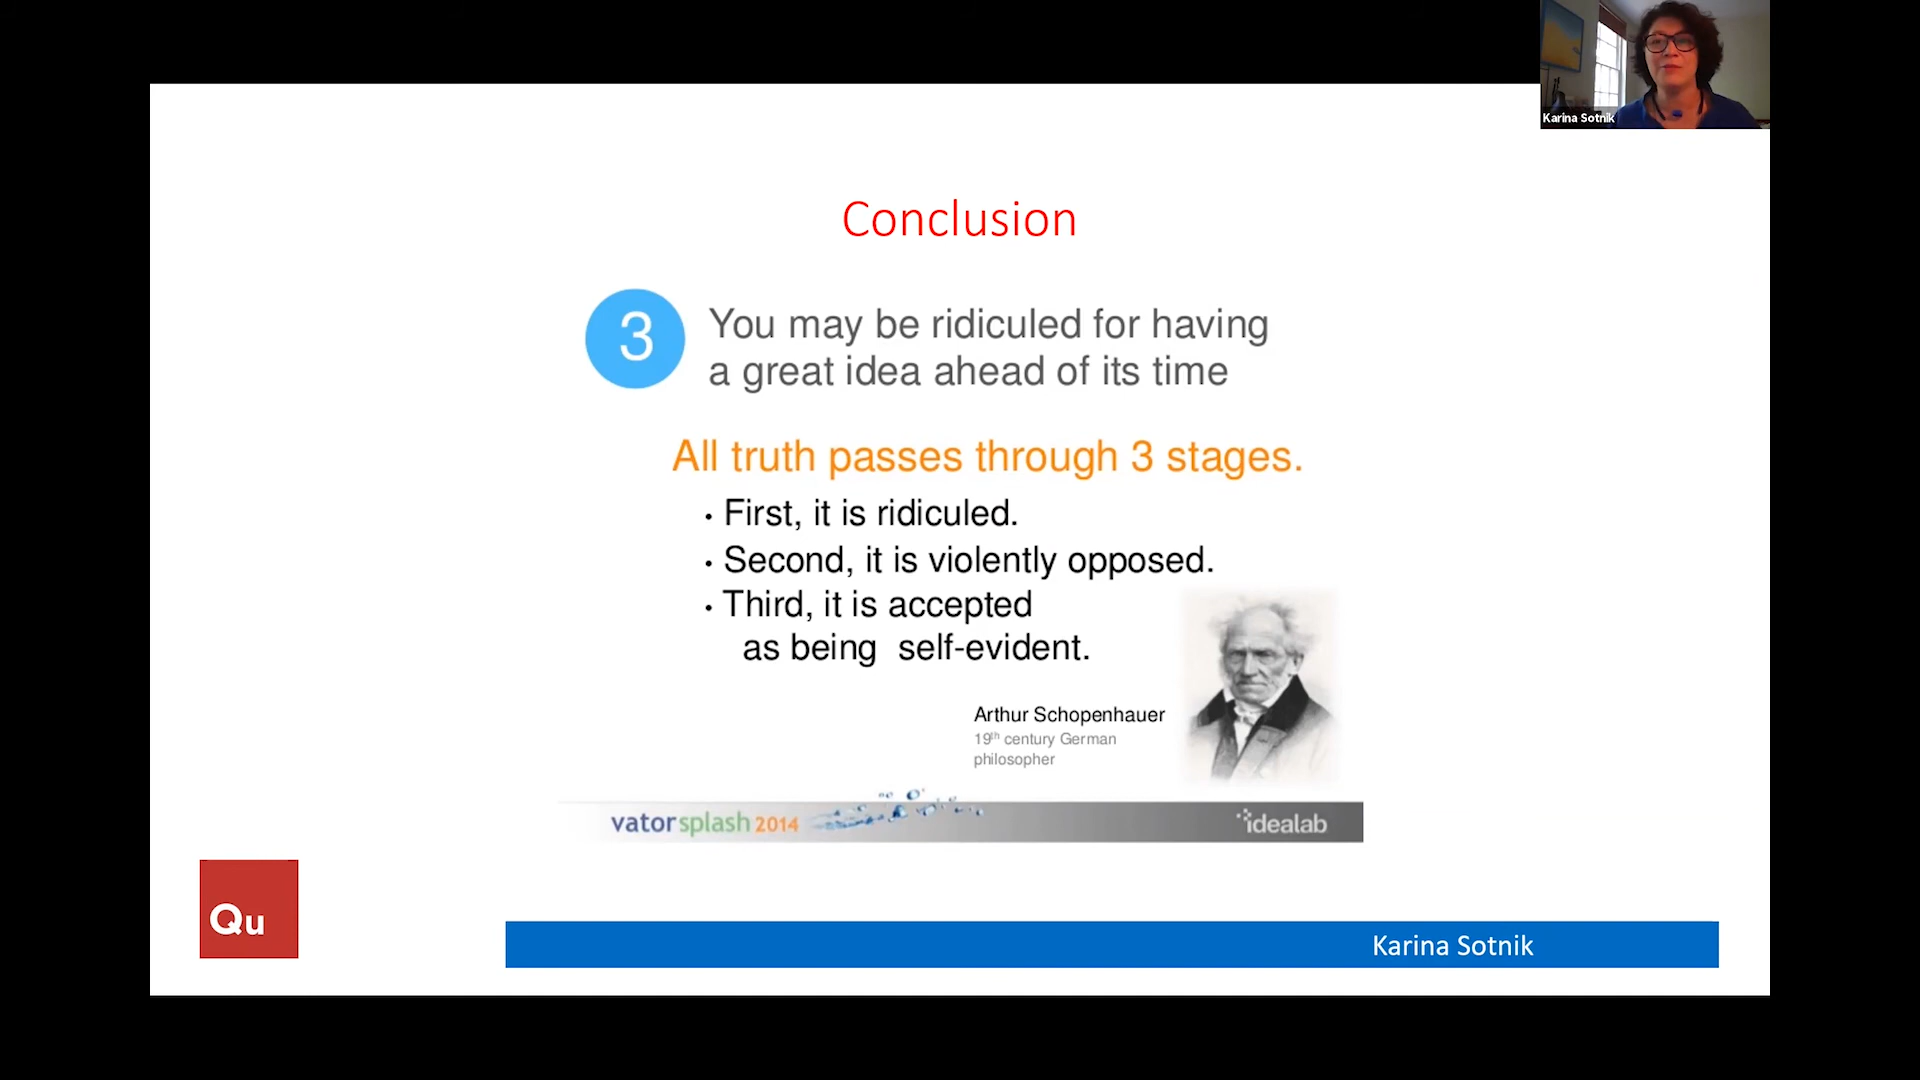 Karina Sotnik
Conclusion
3
You may be ridiculed for having
a great idea ahead of its time
All truth passes through 3 stages.
• First, it is ridiculed.
• Second, it is violently opposed.
• Third, it is accepted
as being self-evident.
Arthur Schopenhauer
19th century German
philosopher
vatorsplash 2014
idealab
Qu
Karina Sotnik